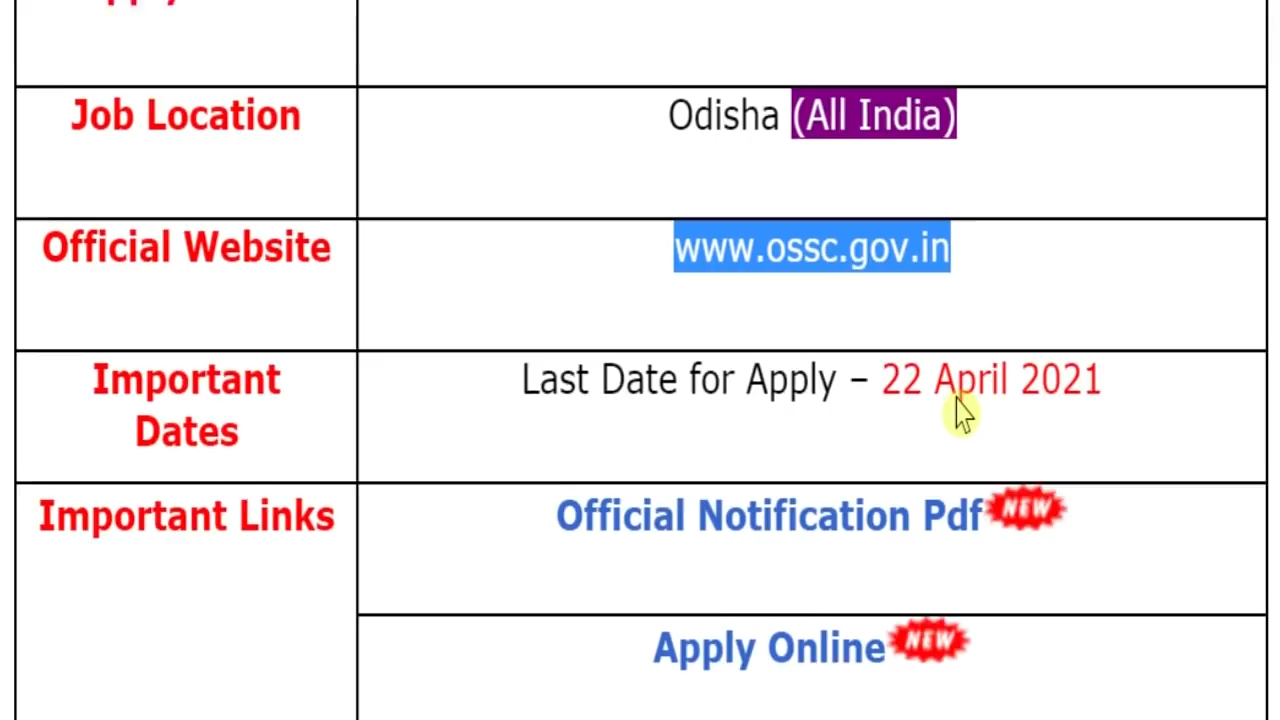 Job Location
Odisha (All India)
Official Website
www.ossc.gov.in
Important
Dates
Last Date for Apply – 22 April 2021
Important Links
Official Notification Pdf NEW
Apply Online NEW